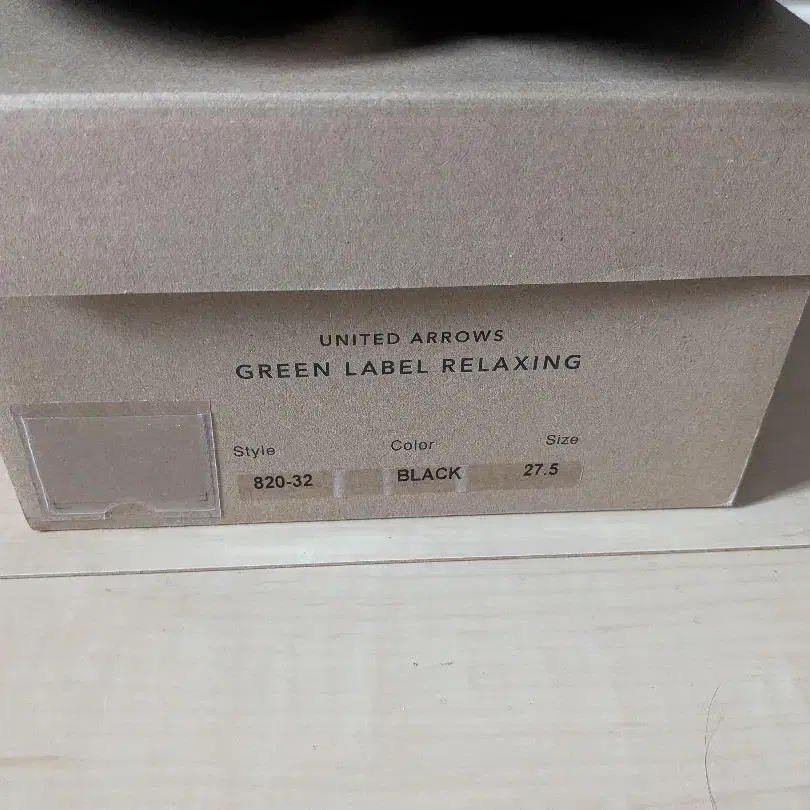 UNITED ARROWS
GREEN LABEL RELAXING
Style Color Size
820-32 BLACK 27.5